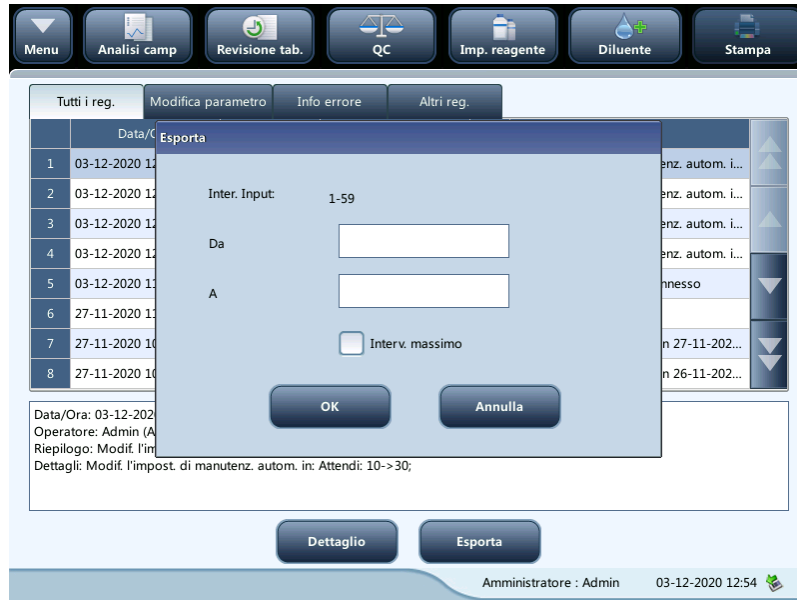 Menu
Analisi camp
Revisione tab.
QC
Imp. reagente
Diluente
Stampa
Tutti i reg.
Modifica parametro
Info errore
Altri reg.
Data/
Esporta
1 03-12-2020 12 enz. autom. i...
2 03-12-2020 12 enz. autom. i...
3 03-12-2020 12 enz. autom. i...
4 03-12-2020 12 enz. autom. i...
5 03-12-2020 11 nnesso
6 27-11-2020 11
7 27-11-2020 10 n 27-11-202...
8 27-11-2020 10 n 26-11-202...
Inter. Input: 1-59
Da
A
Interv. massimo
OK
Annulla
Data/Ora: 03-12-202
Operatore: Admin (A
Riepilogo: Modif. l'im
Dettagli: Modif. l'impost. di manutenz. autom. in: Attendi: 10->30;
Dettaglio
Esporta
Amministratore : Admin
03-12-2020 12:54